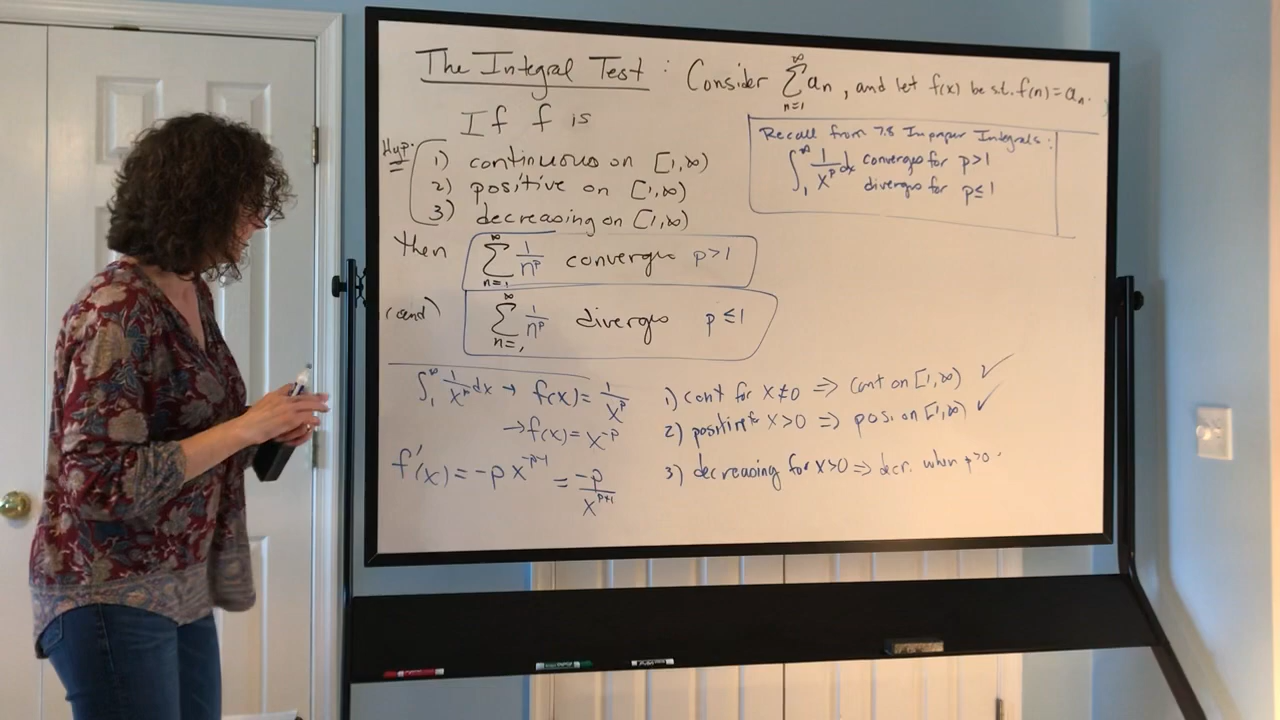 The Integral Test : Consider ∞∑n=1 an, and let f(x) be s.t. f(n)=an.
If f is
Hyp.
1) continuous on [1,∞)
2) positive on [1,∞)
3) decreasing on [1,∞)
Recall from 7.8 Improper Integrals:
∫₁^∞ 1/x^p dx converges for p>1
diverges for p≤1
then ∞∑n=1 1/n^p converges p>1
(and) ∞∑n=1 1/n^p diverges p≤1
∫₁^∞ 1/x^p dx → f(x)= 1/x^p
→ f(x)= x^-p
f'(x)= -p x^-p-1 = -p/x^p+1
1) cont for x≠0 ⇒ cont on [1,∞) ✓
2) positive for x>0 ⇒ pos. on [1,∞) ✓
3) decreasing for x>0 ⇒ decr. when p>0.